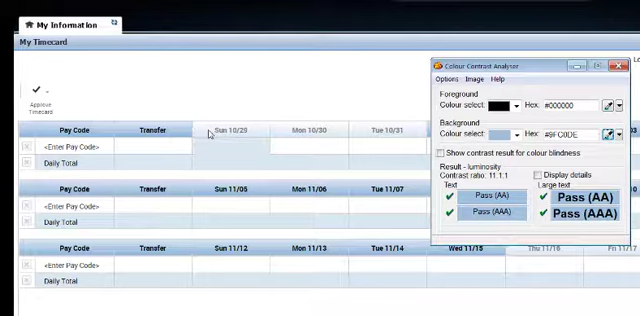 My Information
My Timecard
Approve
Timecard
Pay Code Transfer Sun 10/29 Mon 10/30 Tue 10/31
<Enter Pay Code>
Daily Total
Pay Code Transfer Sun 11/05 Mon 11/06 Tue 11/07
<Enter Pay Code>
Daily Total
Pay Code Transfer Sun 11/12 Mon 11/13 Tue 11/14 Wed 11/15 Thu 11/16 Fri 11/17
<Enter Pay Code>
Daily Total
Colour Contrast Analyser
Options Image Help
Foreground
Colour select: Hex: #000000
Background
Colour select: Hex: #9FC0DE
Show contrast result for colour blindness
Result - luminosity
Contrast ratio: 11.1:1
Display details
Text Large text
Pass (AA) Pass (AA)
Pass (AAA) Pass (AAA)